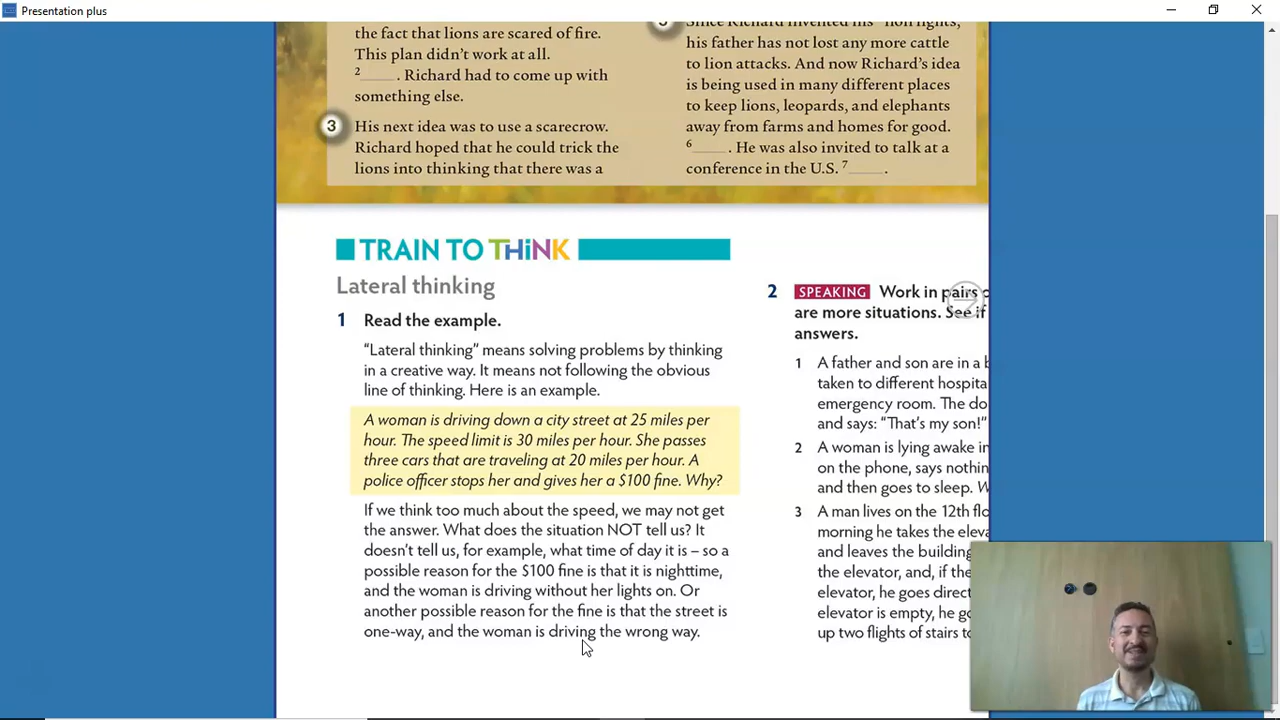 Presentation plus
the fact that lions are scared of fire.
This plan didn't work at all.
2____. Richard had to come up with
something else.
3 His next idea was to use a scarecrow.
Richard hoped that he could trick the
lions into thinking that there was a
his father has not lost any more cattle
to lion attacks. And now Richard's idea
is being used in many different places
to keep lions, leopards, and elephants
away from farms and homes for good.
6____. He was also invited to talk at a
conference in the U.S. 7____.
TRAIN TO THiNK
Lateral thinking
1 Read the example.
“Lateral thinking” means solving problems by thinking
in a creative way. It means not following the obvious
line of thinking. Here is an example.
A woman is driving down a city street at 25 miles per
hour. The speed limit is 30 miles per hour. She passes
three cars that are traveling at 20 miles per hour. A
police officer stops her and gives her a $100 fine. Why?
If we think too much about the speed, we may not get
the answer. What does the situation NOT tell us? It
doesn't tell us, for example, what time of day it is – so a
possible reason for the $100 fine is that it is nighttime,
and the woman is driving without her lights on. Or
another possible reason for the fine is that the street is
one-way, and the woman is driving the wrong way.
2 SPEAKING Work in pairs
are more situations. See if
answers.
1 A father and son are in a
taken to different
emergency room. The
and says: “That's my son!”
2 A woman is lying awake in
on the phone, says
and then goes to sleep.
3 A man lives on the 12th
morning he takes the
and leaves the building
the elevator, and, if the
elevator, he goes
elevator is empty, he
up two flights of stairs